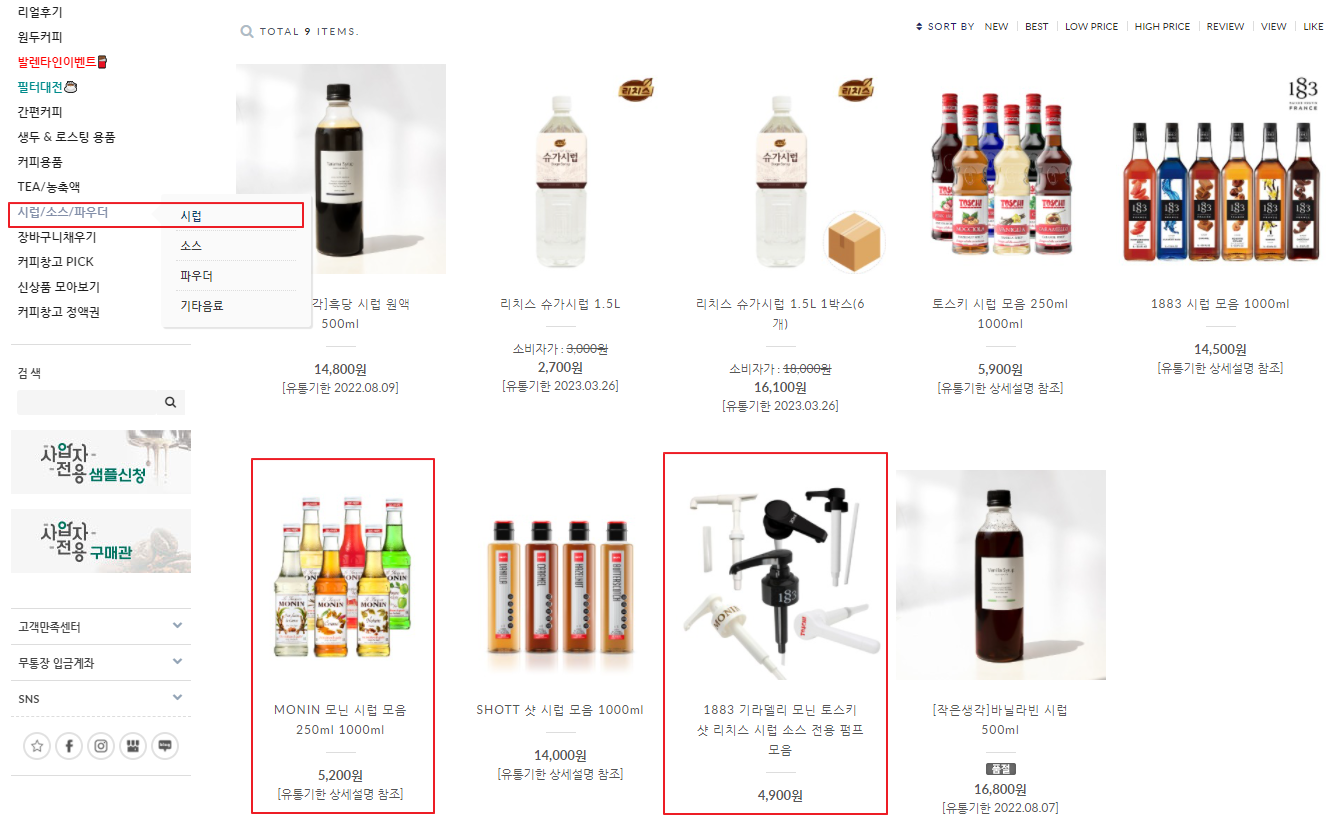 리얼후기
원두커피
발렌타인이벤트
필터대전
간편커피
생두 & 로스팅 용품
커피용품
TEA/농축액
시럽/소스/파우더
장바구니채우기
커피창고 PICK
신상품 모아보기
커피창고 정액권
시럽
소스
파우더
기타음료
검색
사업자
전용 샘플신청
사업자
전용 구매관
고객만족센터
무통장 입금계좌
SNS
TOTAL 9 ITEMS.
SORT BY NEW BEST LOW PRICE HIGH PRICE REVIEW VIEW LIKE
각]흑당 시럽 원액
500ml
14,800원
[유통기한 2022.08.09]
리치스
슈가시럽
리치스 슈가시럽 1.5L
소비자가 : 3,000원
2,700원
[유통기한 2023.03.26]
리치스
슈가시럽
리치스 슈가시럽 1.5L 1박스(6
개)
소비자가 : 18,000원
16,100원
[유통기한 2023.03.26]
TOSCHI
NOCCIOLA
VANIGLIA
CARAMELLO
토스키 시럽 모음 250ml
1000ml
5,900원
[유통기한 상세설명 참조]
1883
FRANCE
1883 시럽 모음 1000ml
14,500원
[유통기한 상세설명 참조]
MONIN
MONIN
MONIN
MONIN 모닌 시럽 모음
250ml 1000ml
5,200원
[유통기한 상세설명 참조]
VANILLA
CARAMEL
HAZELNUT
BUTTERSCOTCH
SHOTT 샷 시럽 모음 1000ml
14,000원
[유통기한 상세설명 참조]
1883
MONIN
TOSCHI
1883 기라델리 모닌 토스키
샷 리치스 시럽 소스 전용 펌프
모음
4,900원
Vanilla Syrup
[작은생각]바닐라빈 시럽
500ml
품절
16,800원
[유통기한 2022.08.07]